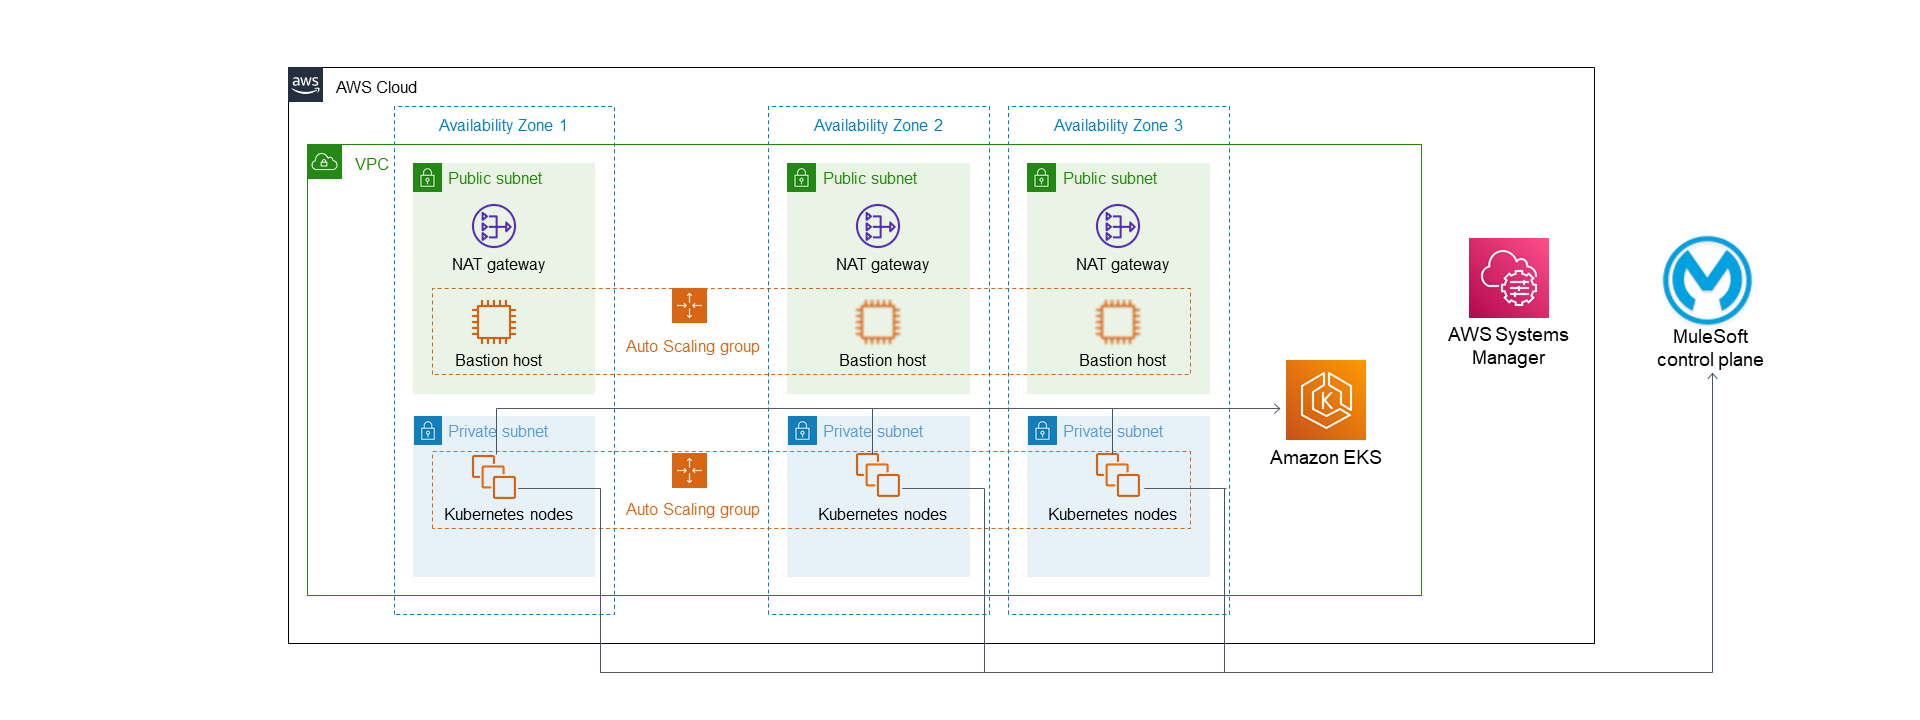 aws
AWS Cloud
Availability Zone 1
Availability Zone 2
Availability Zone 3
VPC
Public subnet
Public subnet
Public subnet
NAT gateway
NAT gateway
NAT gateway
Bastion host
Auto Scaling group
Bastion host
Bastion host
AWS Systems
Manager
MuleSoft
control plane
Private subnet
Private subnet
Private subnet
K
Amazon EKS
Kubernetes nodes
Auto Scaling group
Kubernetes nodes
Kubernetes nodes